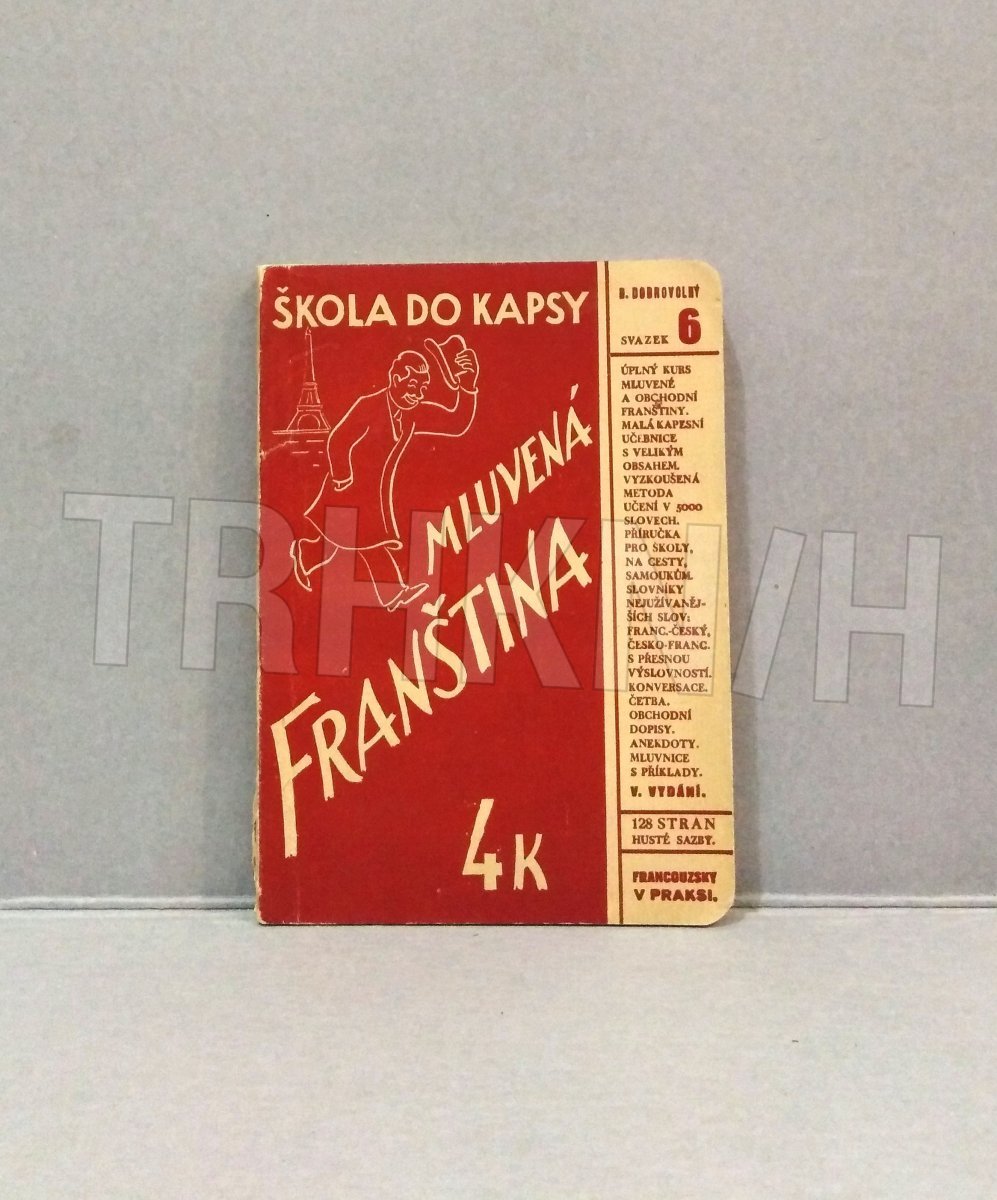 ŠKOLA DO KAPSY
MLUVENÁ
FRANŠTINA
4K
B. DOBROVOLNÝ
SVAZEK 6
ÚPLNÝ KURS
MLUVENÉ
A OBCHODNÍ
FRANŠTINY.
MALÁ KAPESNÍ
UČEBNICE
S VELIKÝM
OBSAHEM.
VYZKOUŠENÁ
METODA
UČENÍ V 5000
SLOVECH.
PŘÍRUČKA
PRO ŠKOLY,
NA CESTY,
SAMOUKŮM.
SLOVNÍKY
NEJUŽÍVANĚJ-
ŠÍCH SLOV:
FRANC.-ČESKÝ,
ČESKO-FRANC.
S PŘESNOU
VÝSLOVNOSTÍ.
KONVERSACE.
ČETBA.
OBCHODNÍ
DOPISY.
ANEKDOTY.
MLUVNICE
S PŘÍKLADY.
V. VYDÁNÍ.
128 STRAN
HUSTÉ SAZBY.
FRANCOUZSKY
V PRAKSI.